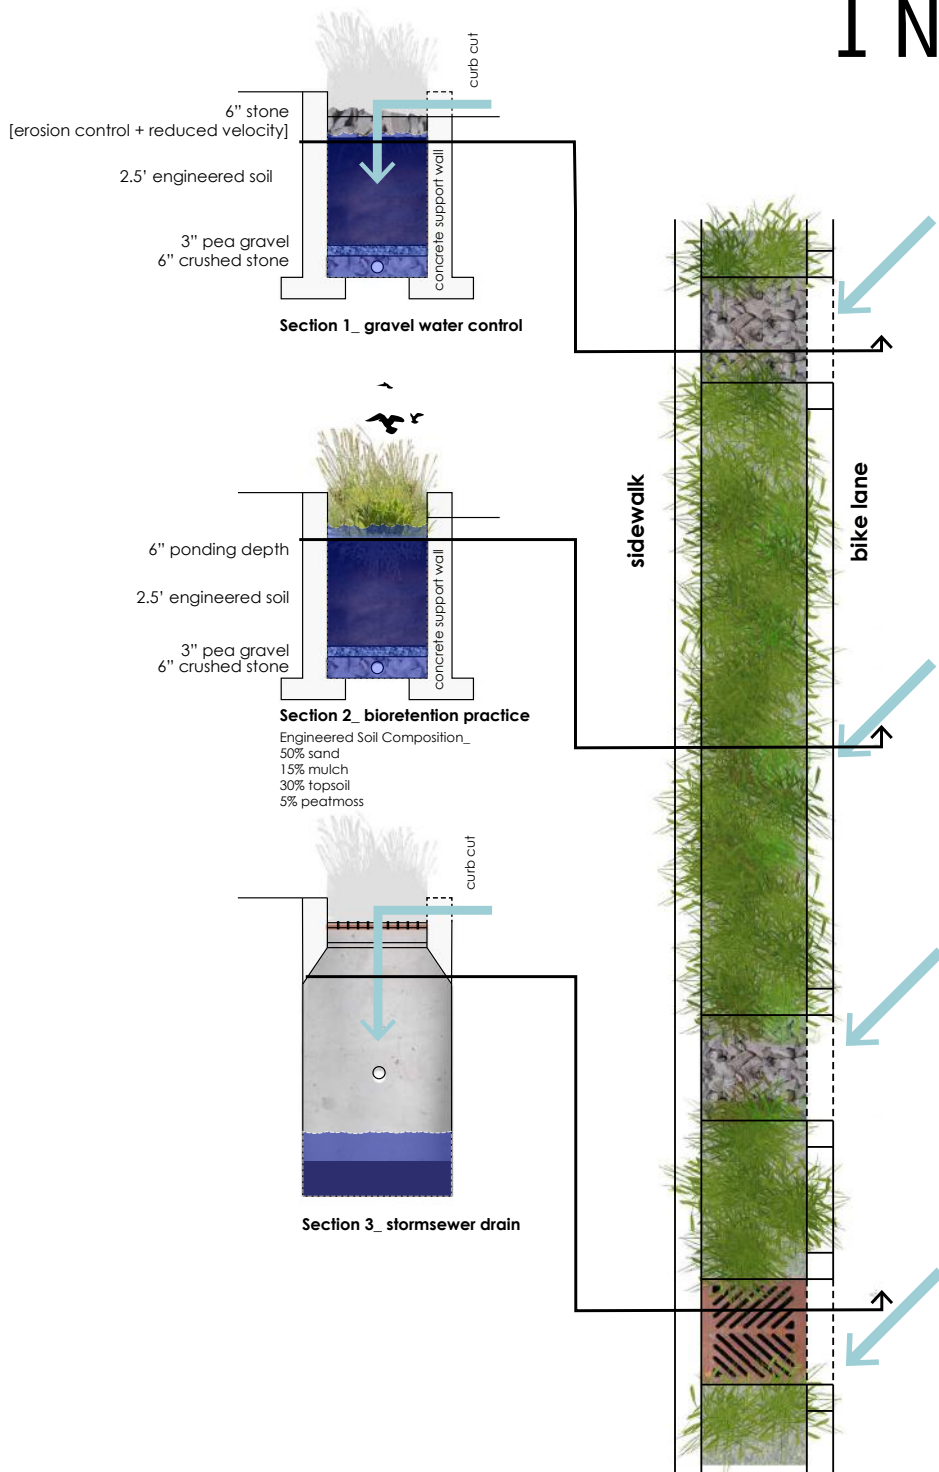 IN
curb cut
6” stone
[erosion control + reduced velocity]
2.5’ engineered soil
concrete support wall
3” pea gravel
6” crushed stone
Section 1_ gravel water control
sidewalk
bike lane
6” ponding depth
2.5’ engineered soil
concrete support wall
3” pea gravel
6” crushed stone
Section 2_ bioretention practice
Engineered Soil Composition_
50% sand
15% mulch
30% topsoil
5% peatmoss
curb cut
Section 3_ stormsewer drain